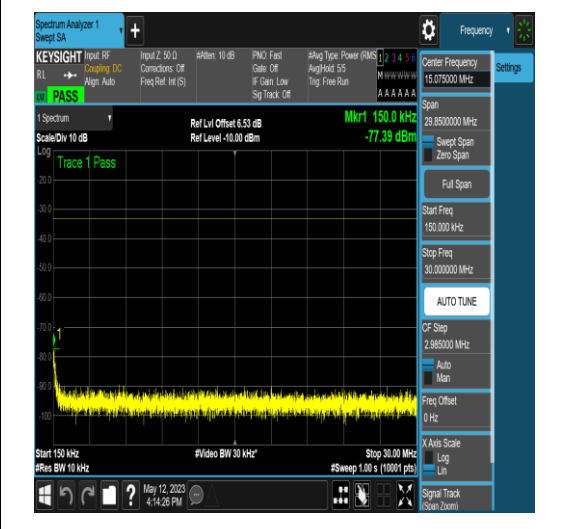 Spectrum Analyzer 1
Swept SA
+
Frequency
KEYSIGHT
RL
PASS
Input: RF
Coupling: DC
Align: Auto
Input Z: 50 Ω
Corrections: Off
Freq Ref: Int (S)
#Atten: 10 dB
PNO: Fast
Gate: Off
IF Gain: Low
Sig Track: Off
#Avg Type: Power (RMS
Avg|Hold: 5/5
Trig: Free Run
1 2 3 4 5 6
M w w w w w
A A A A A A
1 Spectrum
Scale/Div 10 dB
Ref Lvl Offset 6.53 dB
Ref Level -10.00 dBm
Mkr1 150.0 kHz
-77.39 dBm
Log
Trace 1 Pass
-20.0
-30.0
-40.0
-50.0
-60.0
-70.0
-80.0
-90.0
-100
1
Start 150 kHz
#Res BW 10 kHz
#Video BW 30 kHz*
Stop 30.00 MHz
#Sweep 1.00 s (10001 pts)
May 12, 2023
4:14:26 PM
?
Center Frequency
15.075000 MHz
Settings
Span
29.8500000 MHz
Swept Span
Zero Span
Full Span
Start Freq
150.000 kHz
Stop Freq
30.000000 MHz
AUTO TUNE
CF Step
2.985000 MHz
Auto
Man
Freq Offset
0 Hz
X Axis Scale
Log
Lin
Signal Track
(Span Zoom)